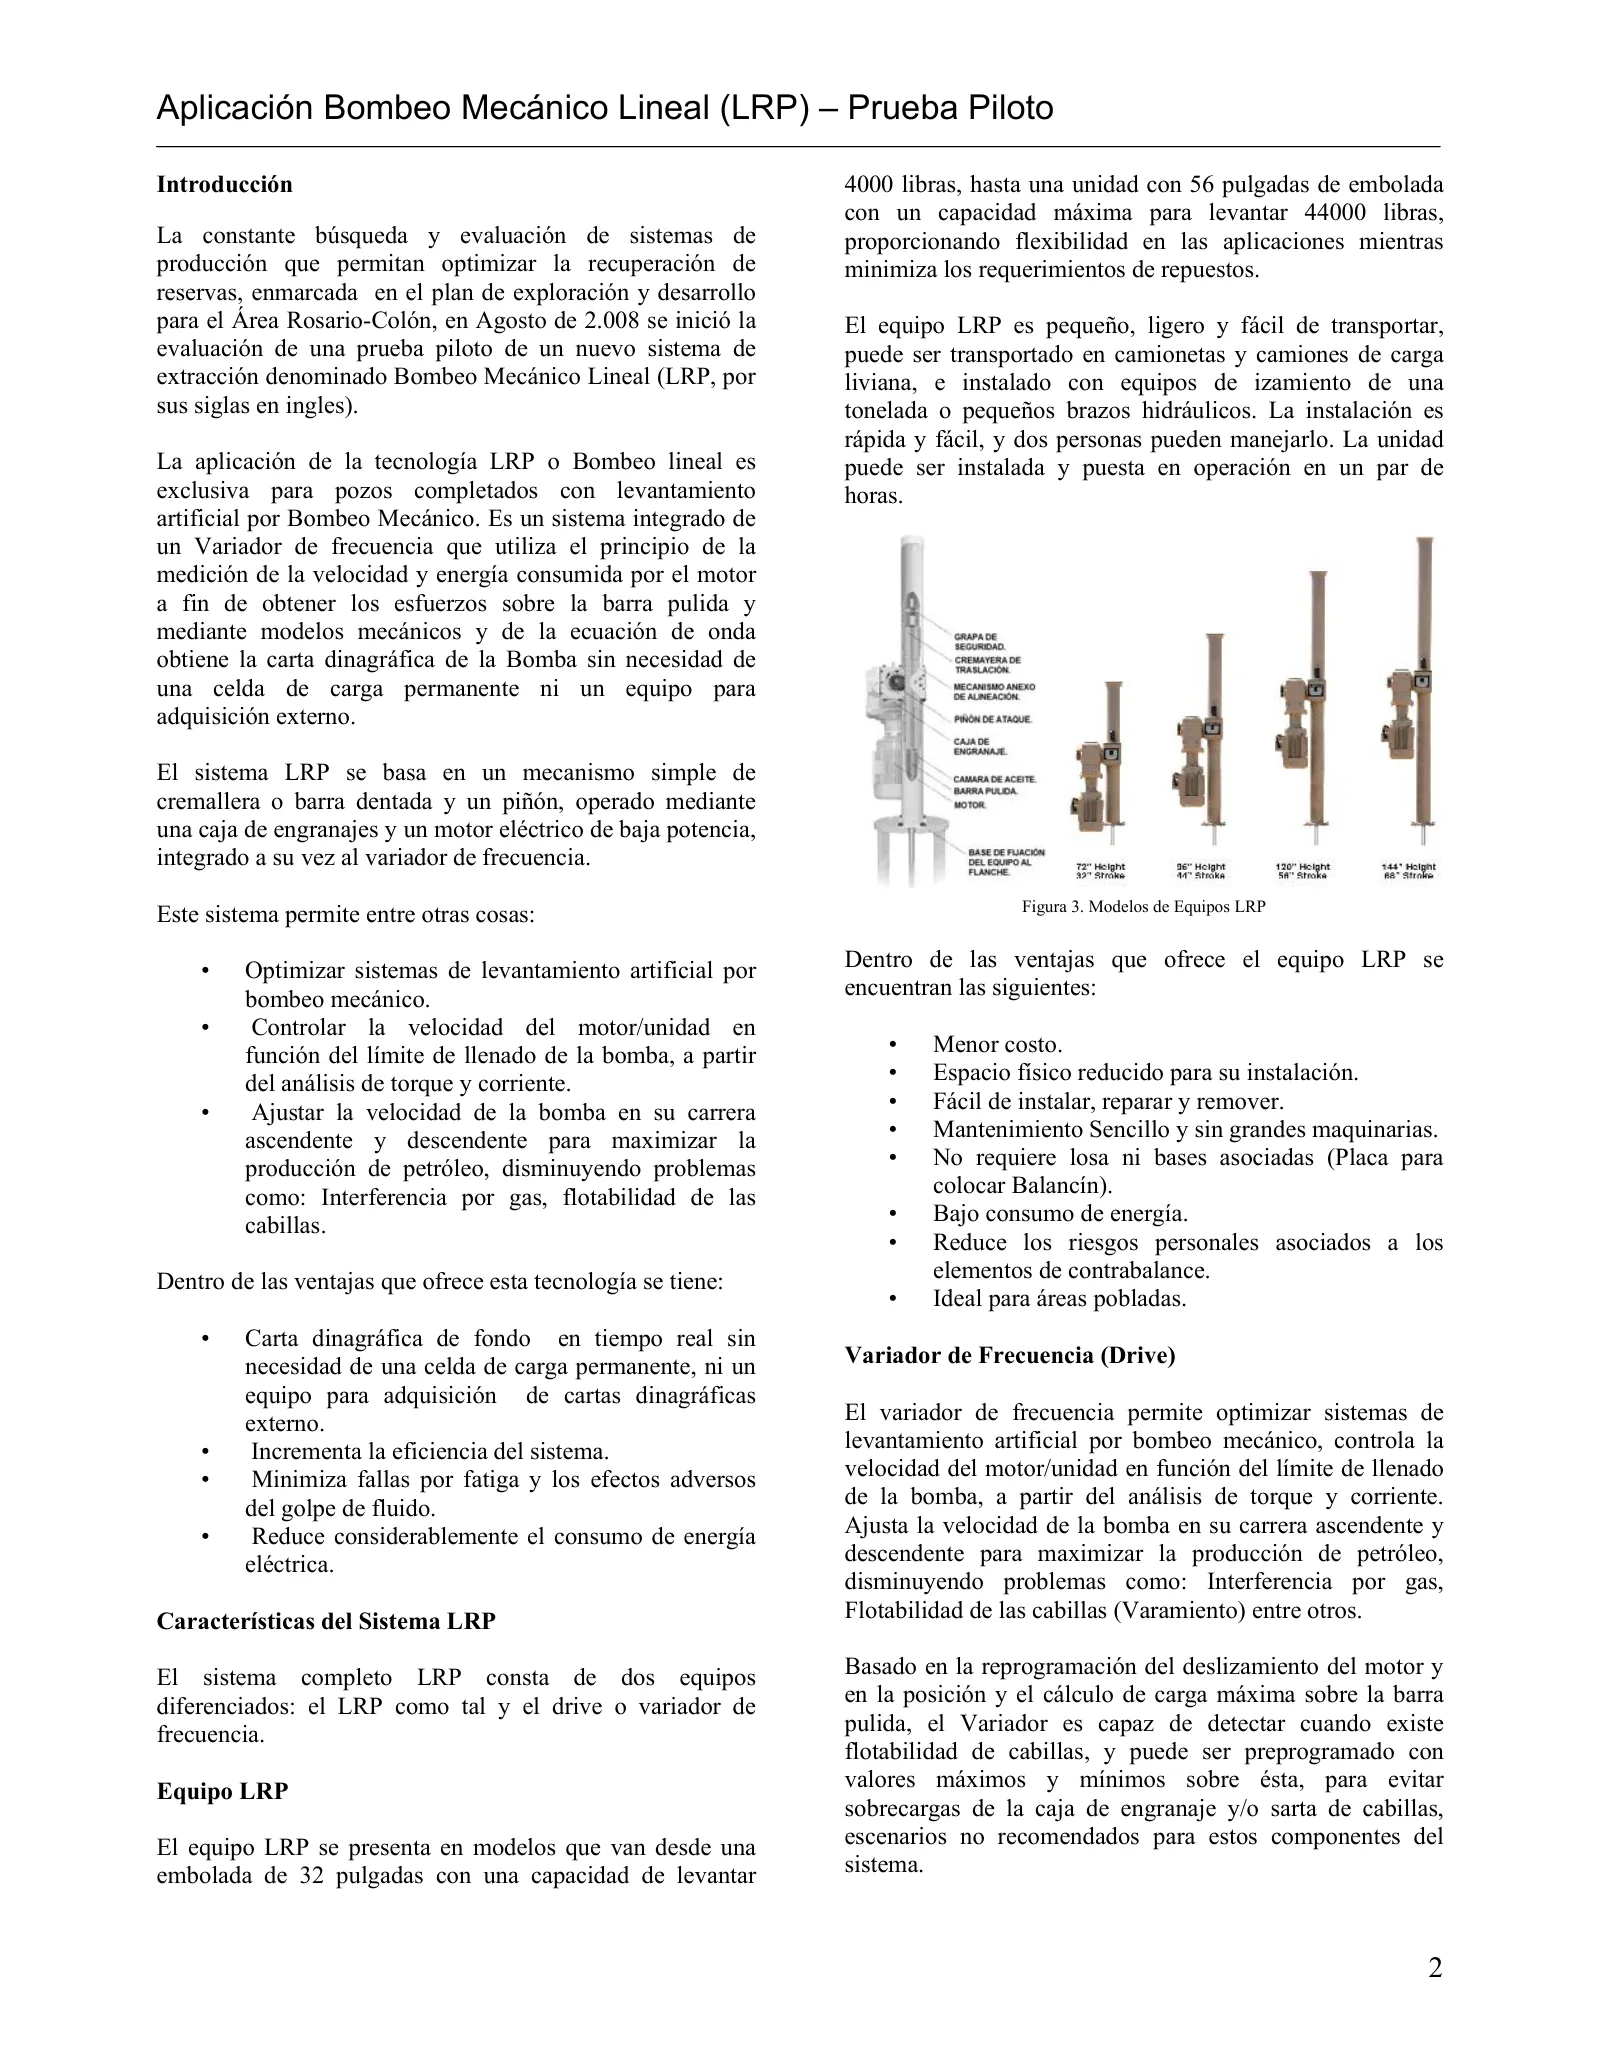 Aplicación Bombeo Mecánico Lineal (LRP) – Prueba Piloto
Introducción
La constante búsqueda y evaluación de sistemas de
producción que permitan optimizar la recuperación de
reservas, enmarcada en el plan de exploración y desarrollo
para el Área Rosario-Colón, en Agosto de 2.008 se inició la
evaluación de una prueba piloto de un nuevo sistema de
extracción denominado Bombeo Mecánico Lineal (LRP, por
sus siglas en ingles).
La aplicación de la tecnología LRP o Bombeo lineal es
exclusiva para pozos completados con levantamiento
artificial por Bombeo Mecánico. Es un sistema integrado de
un Variador de frecuencia que utiliza el principio de la
medición de la velocidad y energía consumida por el motor
a fin de obtener los esfuerzos sobre la barra pulida y
mediante modelos mecánicos y de la ecuación de onda
obtiene la carta dinagráfica de la Bomba sin necesidad de
una celda de carga permanente ni un equipo para
adquisición externo.
El sistema LRP se basa en un mecanismo simple de
cremallera o barra dentada y un piñón, operado mediante
una caja de engranajes y un motor eléctrico de baja potencia,
integrado a su vez al variador de frecuencia.
Este sistema permite entre otras cosas:
• Optimizar sistemas de levantamiento artificial por
bombeo mecánico.
• Controlar la velocidad del motor/unidad en
función del límite de llenado de la bomba, a partir
del análisis de torque y corriente.
• Ajustar la velocidad de la bomba en su carrera
ascendente y descendente para maximizar la
producción de petróleo, disminuyendo problemas
como: Interferencia por gas, flotabilidad de las
cabillas.
Dentro de las ventajas que ofrece esta tecnología se tiene:
• Carta dinagráfica de fondo en tiempo real sin
necesidad de una celda de carga permanente, ni un
equipo para adquisición de cartas dinagráficas
externo.
• Incrementa la eficiencia del sistema.
• Minimiza fallas por fatiga y los efectos adversos
del golpe de fluido.
• Reduce considerablemente el consumo de energía
eléctrica.
Características del Sistema LRP
El sistema completo LRP consta de dos equipos
diferenciados: el LRP como tal y el drive o variador de
frecuencia.
Equipo LRP
El equipo LRP se presenta en modelos que van desde una
embolada de 32 pulgadas con una capacidad de levantar
4000 libras, hasta una unidad con 56 pulgadas de embolada
con un capacidad máxima para levantar 44000 libras,
proporcionando flexibilidad en las aplicaciones mientras
minimiza los requerimientos de repuestos.
El equipo LRP es pequeño, ligero y fácil de transportar,
puede ser transportado en camionetas y camiones de carga
liviana, e instalado con equipos de izamiento de una
tonelada o pequeños brazos hidráulicos. La instalación es
rápida y fácil, y dos personas pueden manejarlo. La unidad
puede ser instalada y puesta en operación en un par de
horas.
GRAPA DE
SEGURIDAD.
CREMAYERA DE
TRASLACIÓN.
MECANISMO ANEXO
DE ALINEACIÓN.
PIÑÓN DE ATAQUE.
CAJA DE
ENGRANAJE.
CAMARA DE ACEITE.
BARRA PULIDA.
MOTOR.
BASE DE FIJACIÓN
DEL EQUIPO AL
FLANCHE.
72" Height
32" Stroke
96" Height
44" Stroke
120" Height
56" Stroke
144" Height
68" Stroke
Figura 3. Modelos de Equipos LRP
Dentro de las ventajas que ofrece el equipo LRP se
encuentran las siguientes:
• Menor costo.
• Espacio físico reducido para su instalación.
• Fácil de instalar, reparar y remover.
• Mantenimiento Sencillo y sin grandes maquinarias.
• No requiere losa ni bases asociadas (Placa para
colocar Balancín).
• Bajo consumo de energía.
• Reduce los riesgos personales asociados a los
elementos de contrabalance.
• Ideal para áreas pobladas.
Variador de Frecuencia (Drive)
El variador de frecuencia permite optimizar sistemas de
levantamiento artificial por bombeo mecánico, controla la
velocidad del motor/unidad en función del límite de llenado
de la bomba, a partir del análisis de torque y corriente.
Ajusta la velocidad de la bomba en su carrera ascendente y
descendente para maximizar la producción de petróleo,
disminuyendo problemas como: Interferencia por gas,
Flotabilidad de las cabillas (Varamiento) entre otros.
Basado en la reprogramación del deslizamiento del motor y
en la posición y el cálculo de carga máxima sobre la barra
pulida, el Variador es capaz de detectar cuando existe
flotabilidad de cabillas, y puede ser preprogramado con
valores máximos y mínimos sobre ésta, para evitar
sobrecargas de la caja de engranaje y/o sarta de cabillas,
escenarios no recomendados para estos componentes del
sistema.
2